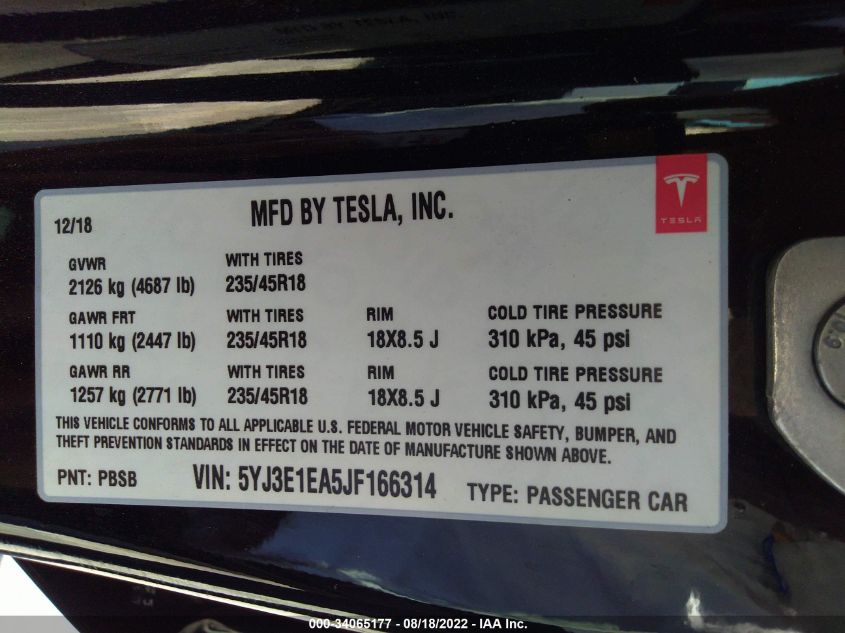 MFD BY TESLA, INC.
12/18
MFD BY TESLA, INC.
TESLA
GVWR WITH TIRES
2126 kg (4687 lb) 235/45R18
GAWR FRT WITH TIRES RIM COLD TIRE PRESSURE
1110 kg (2447 lb) 235/45R18 18X8.5 J 310 kPa, 45 psi
GAWR RR WITH TIRES RIM COLD TIRE PRESSURE
1257 kg (2771 lb) 235/45R18 18X8.5 J 310 kPa, 45 psi
THIS VEHICLE CONFORMS TO ALL APPLICABLE U.S. FEDERAL MOTOR VEHICLE SAFETY, BUMPER, AND
THEFT PREVENTION STANDARDS IN EFFECT ON THE DATE OF MANUFACTURE SHOWN ABOVE.
PNT: PBSB VIN: 5YJ3E1EA5JF166314 TYPE: PASSENGER CAR
000-34065177 - 08/18/2022 - IAA Inc.